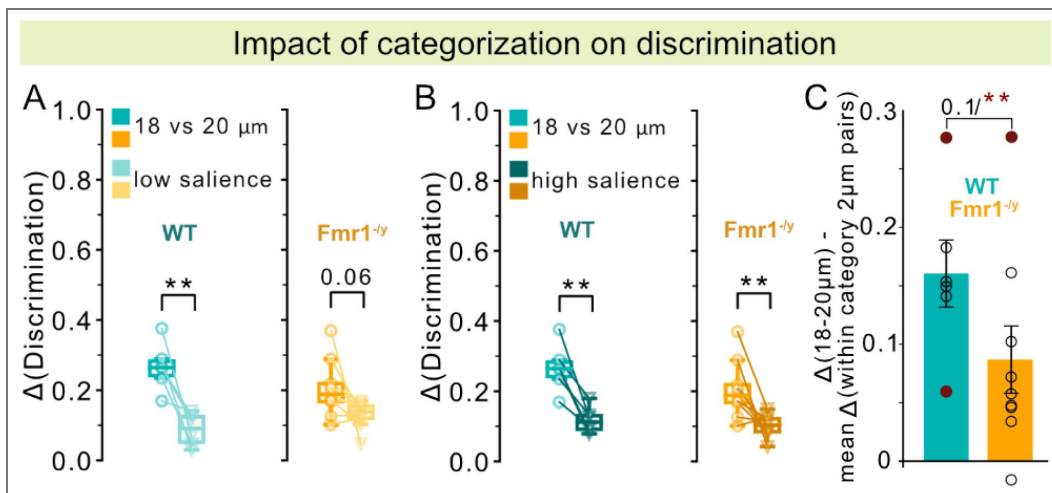 Impact of categorization on discrimination
A
Δ(Discrimination)
1.0
0.8
0.6
0.4
0.2
0.0
18 vs 20 μm
low salience
WT
**
Fmr1-/y
0.06
B
Δ(Discrimination)
1.0
0.8
0.6
0.4
0.2
0.0
18 vs 20 μm
high salience
WT
**
Fmr1-/y
**
C
Δ(18-20μm) -
mean Δ(within category 2μm pairs)
0.3
0.2
0.1
0
0.1/**
WT
Fmr1-/y